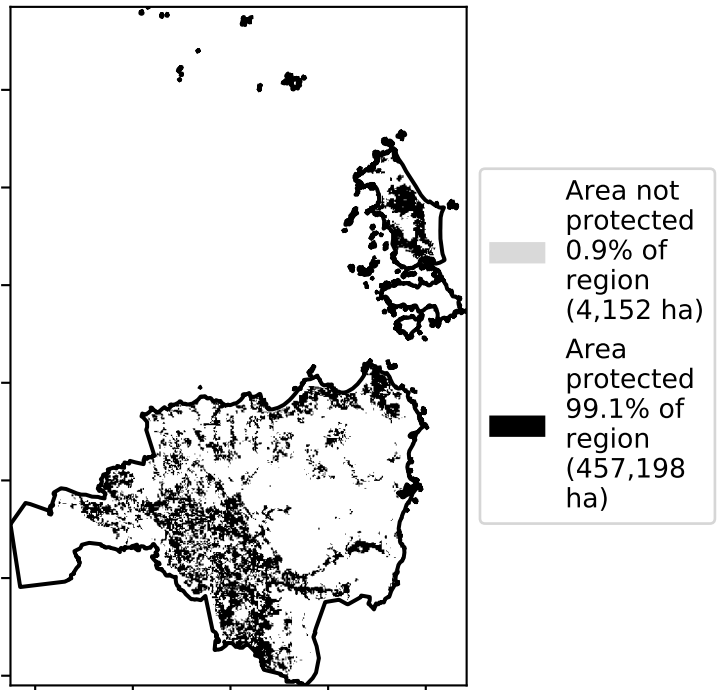 Area not
protected
0.9% of
region
(4,152 ha)
Area
protected
99.1% of
region
(457,198
ha)